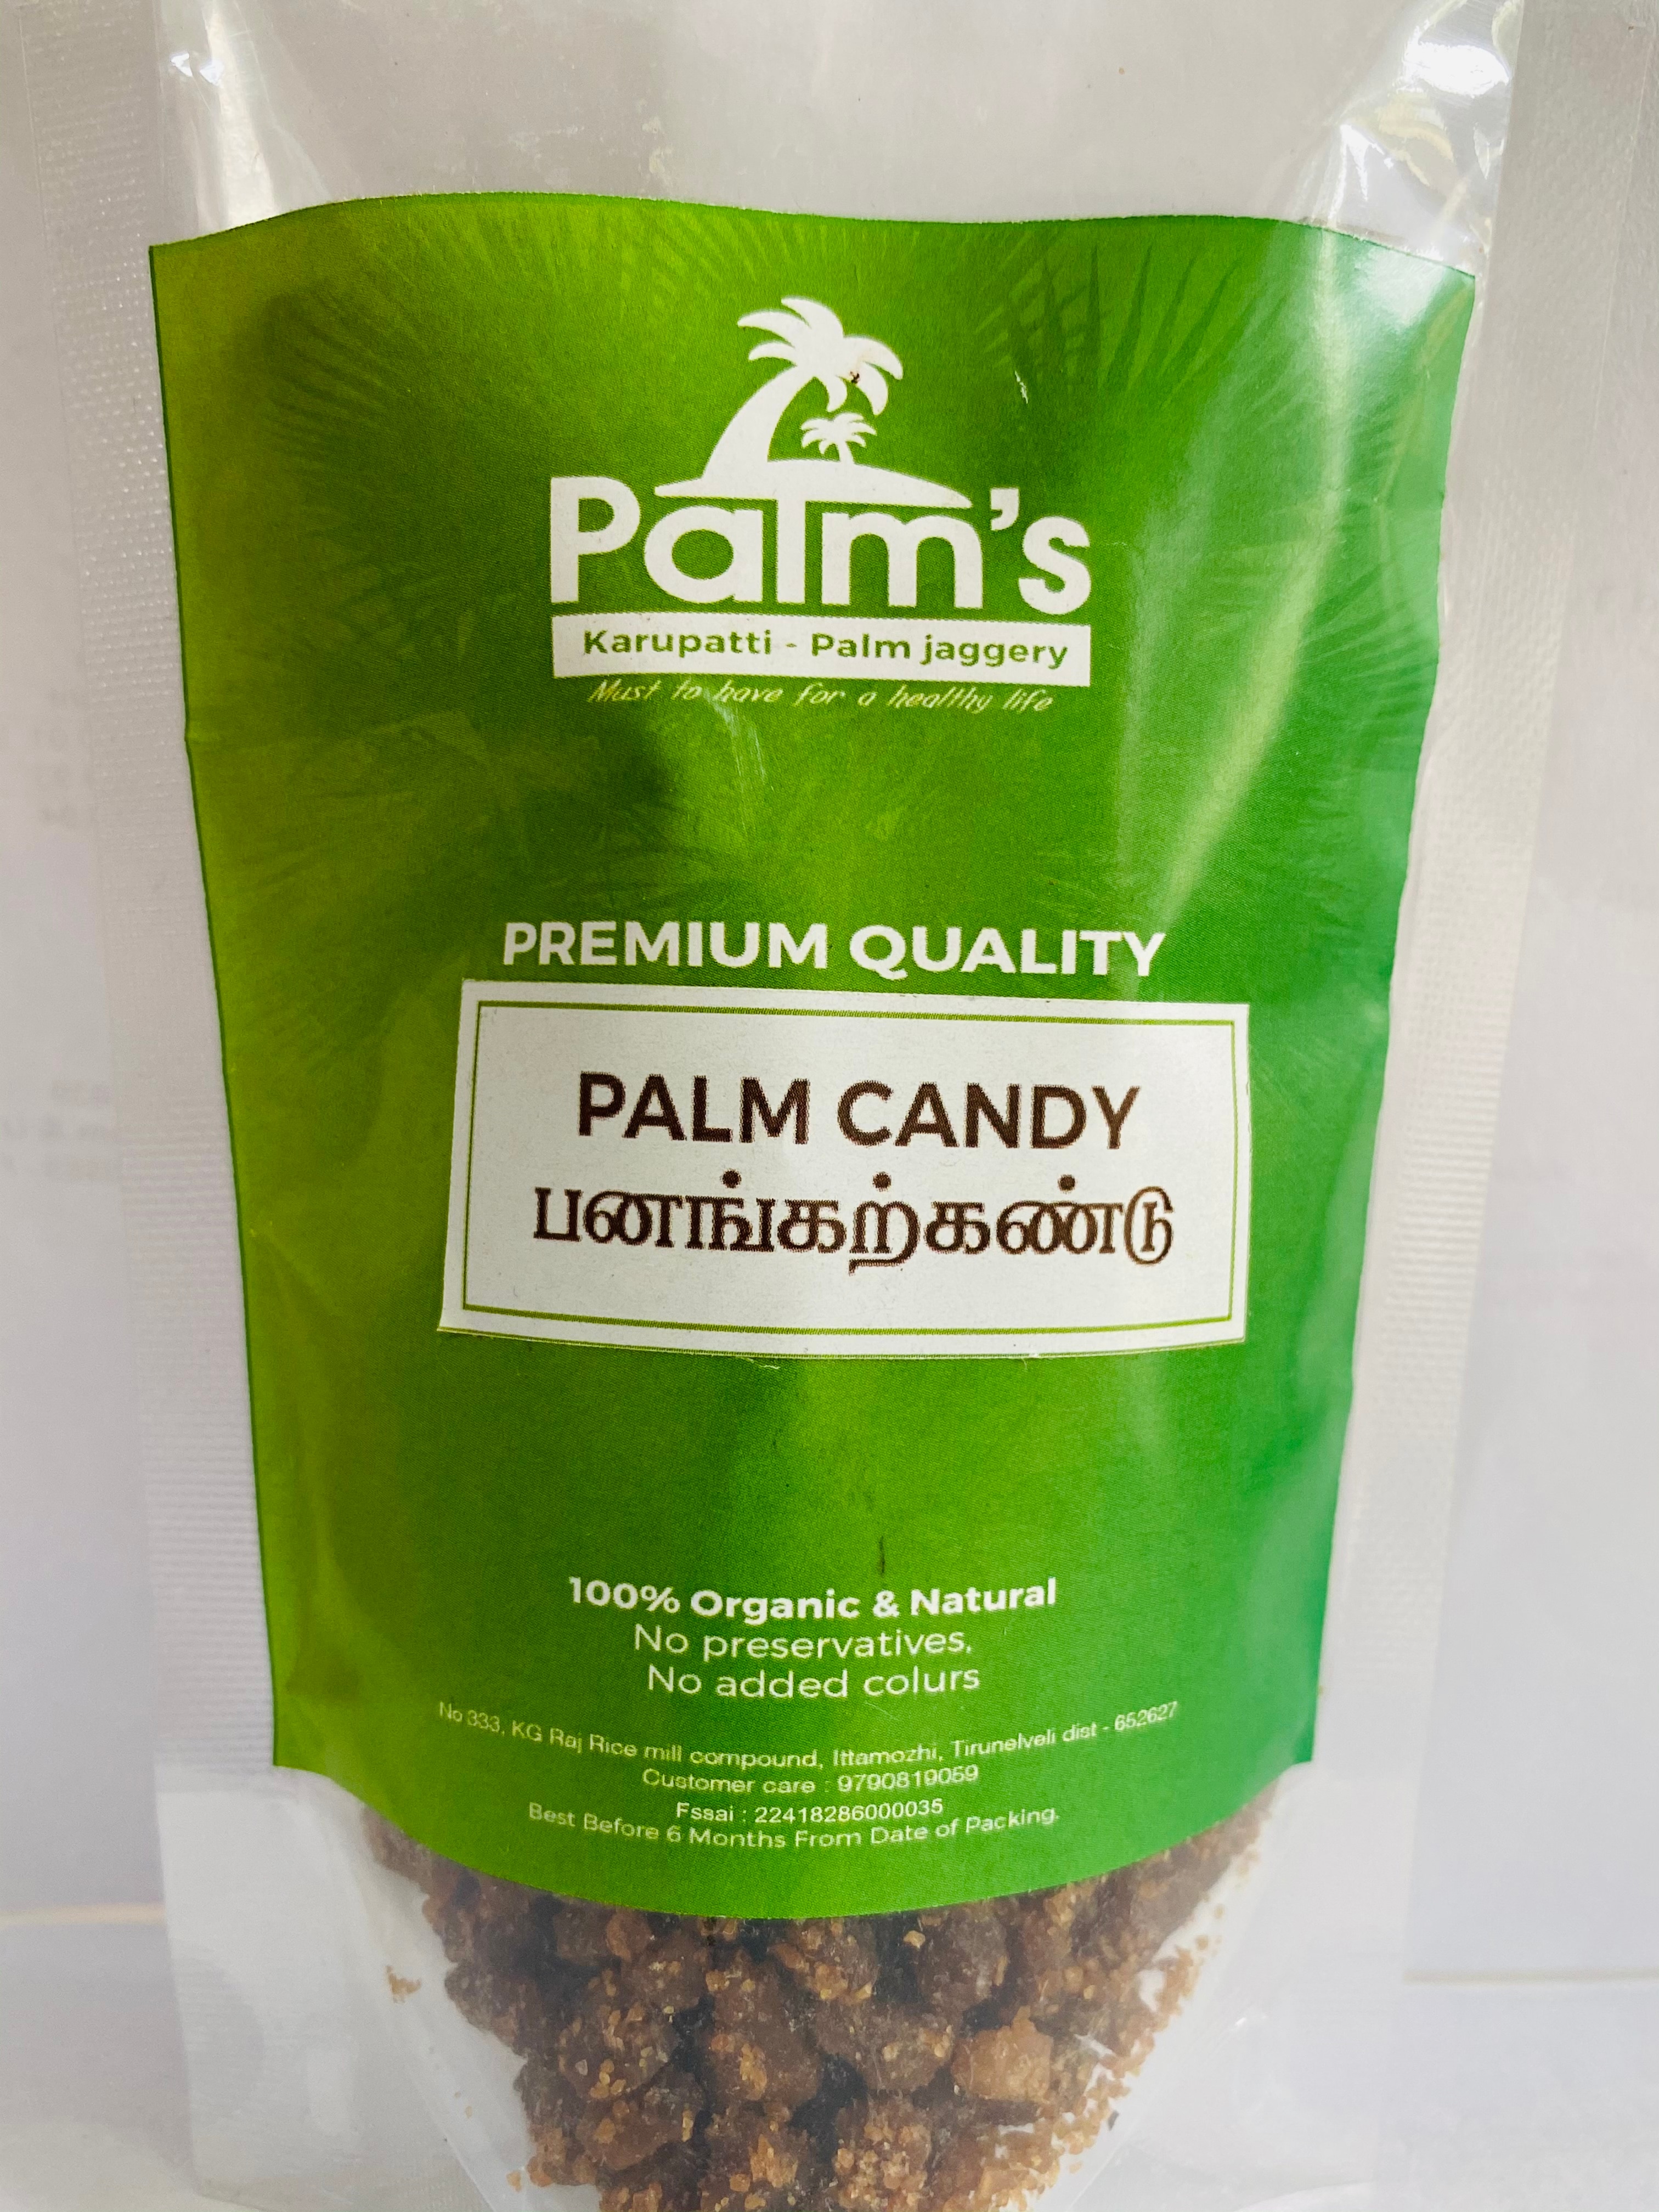 Palm's
Karupatti - Palm jaggery
Must to have for a healthy life
PREMIUM QUALITY
PALM CANDY
பனங்கற்கண்டு
100% Organic & Natural
No preservatives.
No added colurs
No 333, KG Raj Rice mill compound, Ittamozhi, Tirunelveli dist - 652627
Customer care : 9790819059
Fssai : 22418286000035
Best Before 6 Months From Date of Packing.